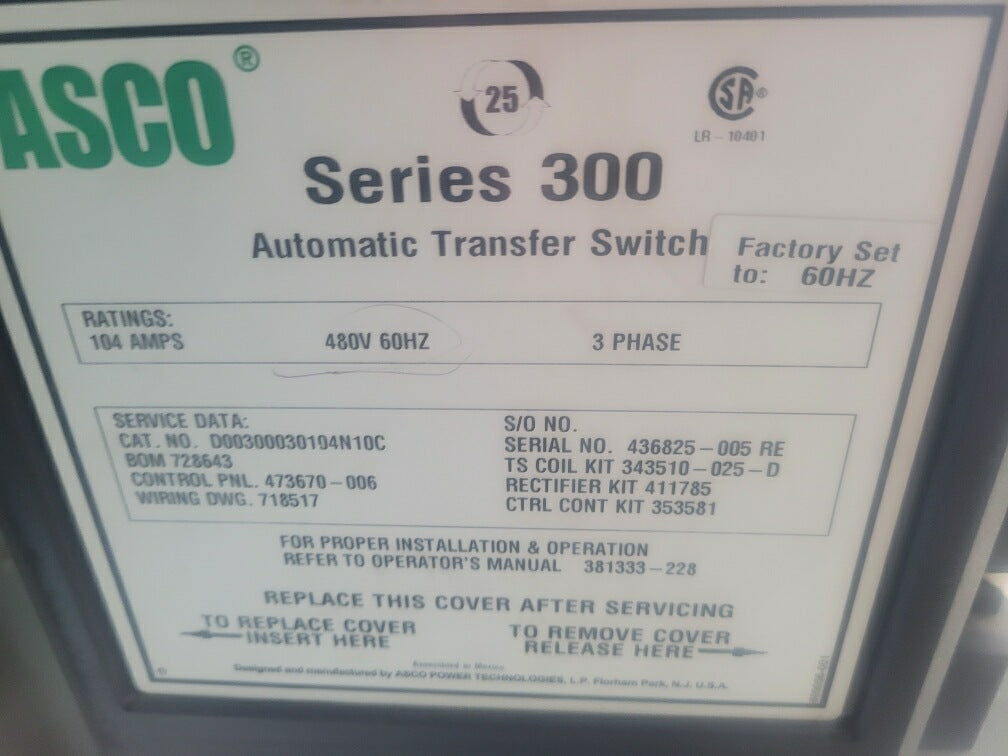 ASCO®
25
SA®
LR – 10401
Series 300
Automatic Transfer Switch
Factory Set
to: 60HZ
RATINGS:
104 AMPS 480V 60HZ 3 PHASE
SERVICE DATA:
CAT. NO. D00300030104N10C
BOM 728643
CONTROL PNL. 473670–006
WIRING DWG. 718517
S/O NO.
SERIAL NO. 436825–005 RE
TS COIL KIT 343510–025–D
RECTIFIER KIT 411785
CTRL CONT KIT 353581
FOR PROPER INSTALLATION & OPERATION
REFER TO OPERATOR'S MANUAL 381333–228
REPLACE THIS COVER AFTER SERVICING
TO REPLACE COVER
INSERT HERE
TO REMOVE COVER
RELEASE HERE
Assembled in Mexico
© Designed and manufactured by ASCO POWER TECHNOLOGIES, L.P. Florham Park, N.J. U.S.A.